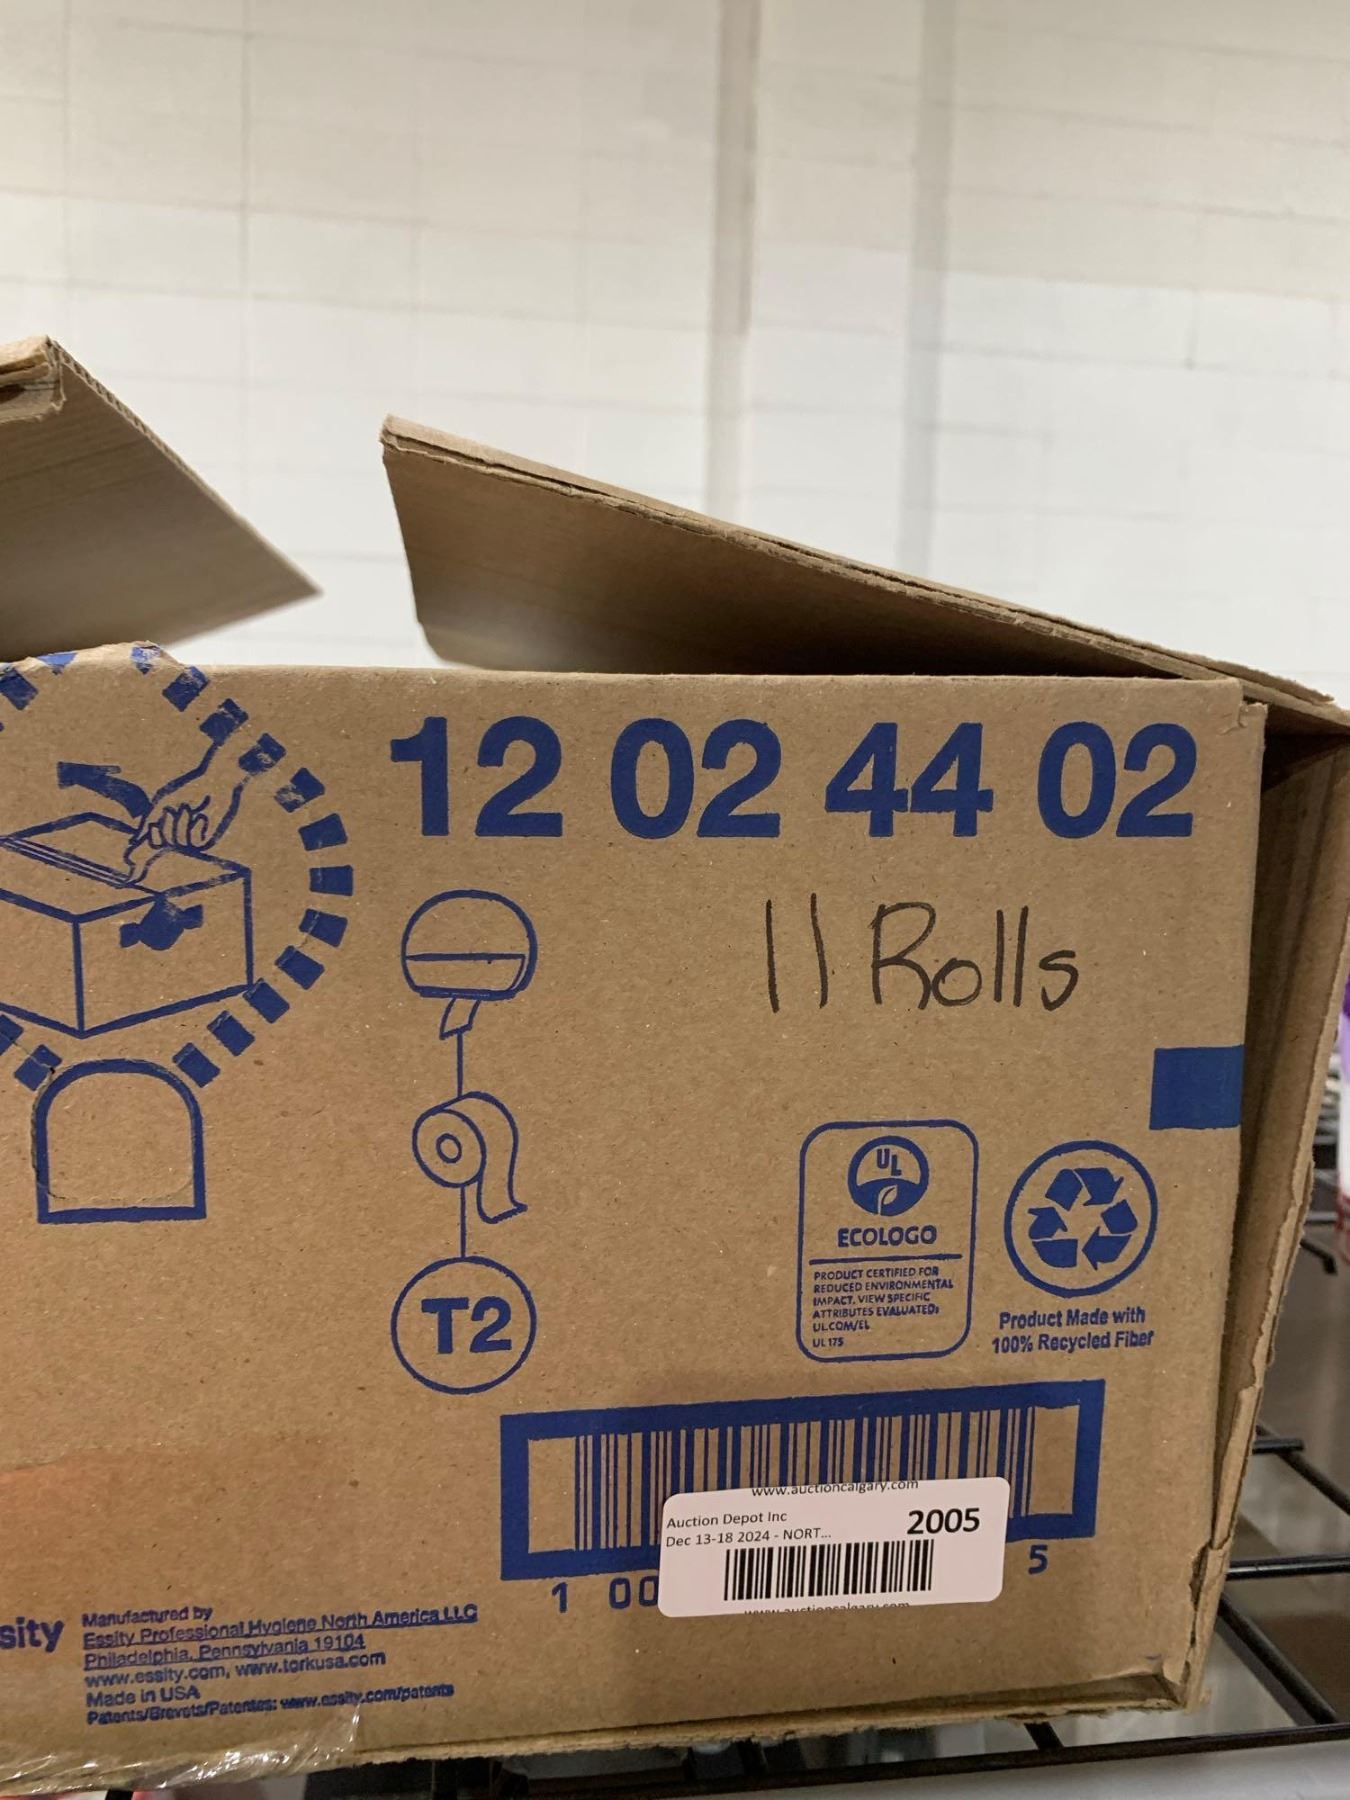 12 02 44 02
11 Rolls
UL
ECOLOGO
PRODUCT CERTIFIED FOR
REDUCED ENVIRONMENTAL
IMPACT. VIEW SPECIFIC
ATTRIBUTES EVALUATED:
UL.COM/EL
UL 175
Product Made with
100% Recycled Fiber
T2
www.auctioncalgary.com
Auction Depot Inc
2005
Dec 13-18 2024 - NORT...
www.auctioncalgary.com
1 00
5
sity
Manufactured by
Essity Professional Hygiene North America LLC
Philadelphia, Pennsylvania 19104
www.essity.com, www.torkusa.com
Made in USA
Patents/Brevets/Patentes: www.essity.com/patents